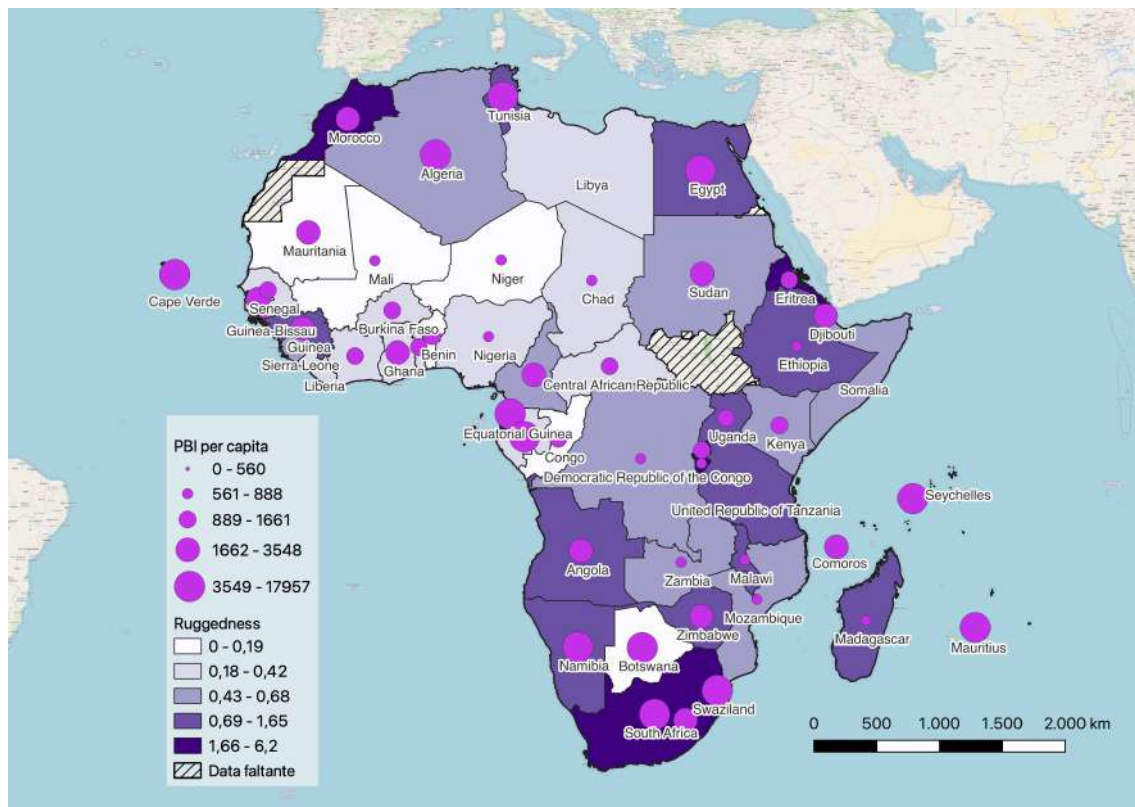 Tunisia
Morocco
Algeria
Libya
Egypt
Mauritania
Mali
Niger
Chad
Sudan
Eritrea
Cape Verde
Senegal
Djibouti
Guinea-Bissau
Burkina Faso
Guinea
Benin
Nigeria
Ethiopia
Sierra-Leone
Ghana
Liberia
Central African Republic
Somalia
Equatorial Guinea
Uganda
Kenya
Congo
Democratic Republic of the Congo
Seychelles
United Republic of Tanzania
Comoros
Angola
Zambia
Malawi
Mozambique
Zimbabwe
Madagascar
Mauritius
Namibia
Botswana
Swaziland
South Africa
PBI per capita
0 - 560
561 - 888
889 - 1661
1662 - 3548
3549 - 17957
Ruggedness
0 - 0,19
0,18 - 0,42
0,43 - 0,68
0,69 - 1,65
1,66 - 6,2
Data faltante
0 500 1.000 1.500 2.000 km